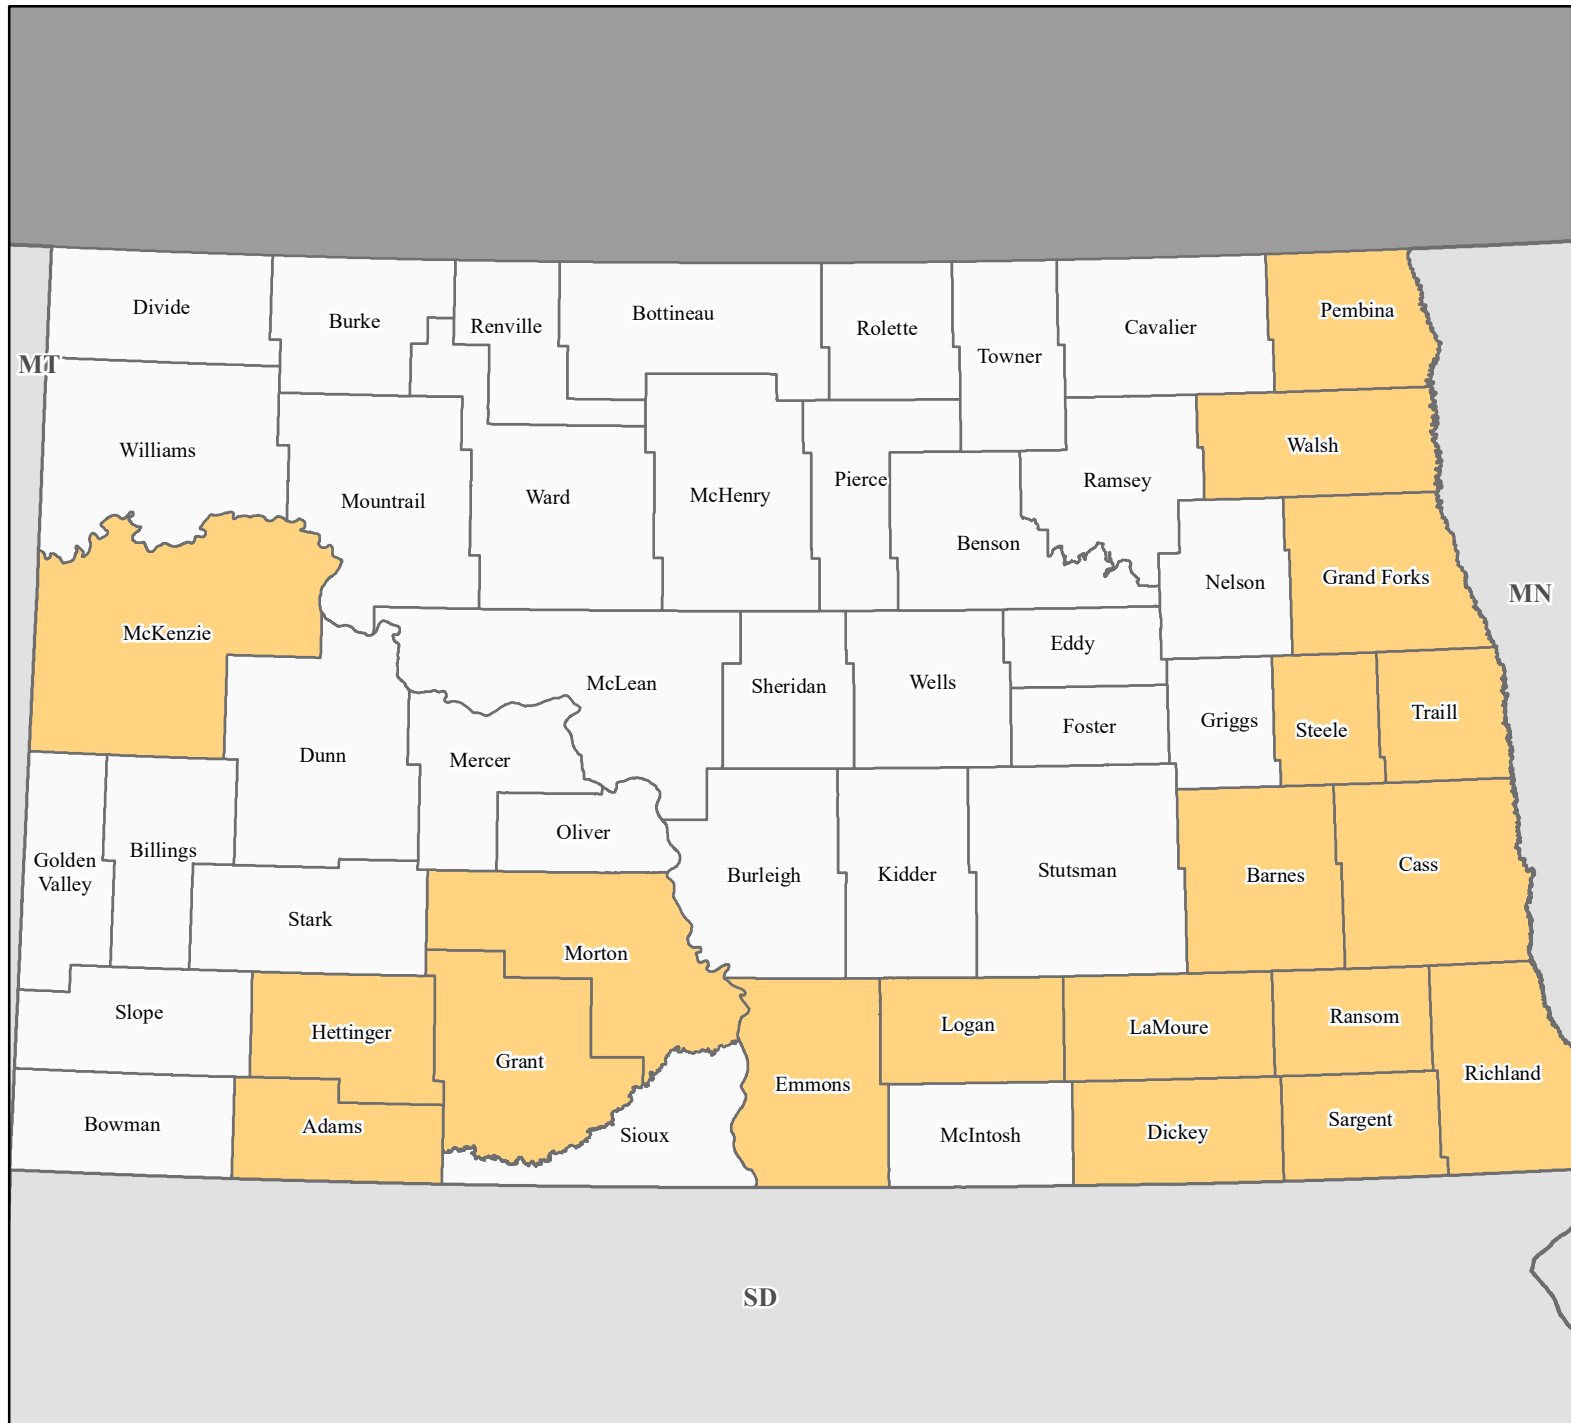 Divide
Burke
Renville
Bottineau
Rolette
Towner
Cavalier
Pembina
MT
Williams
Mountrail
Ward
McHenry
Pierce
Benson
Ramsey
Walsh
Nelson
Grand Forks
MN
McKenzie
Dunn
McLean
Mercer
Sheridan
Wells
Eddy
Foster
Griggs
Steele
Traill
Golden
Valley
Billings
Stark
Oliver
Burleigh
Kidder
Stutsman
Barnes
Cass
Slope
Hettinger
Morton
Grant
Emmons
Logan
LaMoure
Ransom
Richland
Bowman
Adams
Sioux
McIntosh
Dickey
Sargent
SD